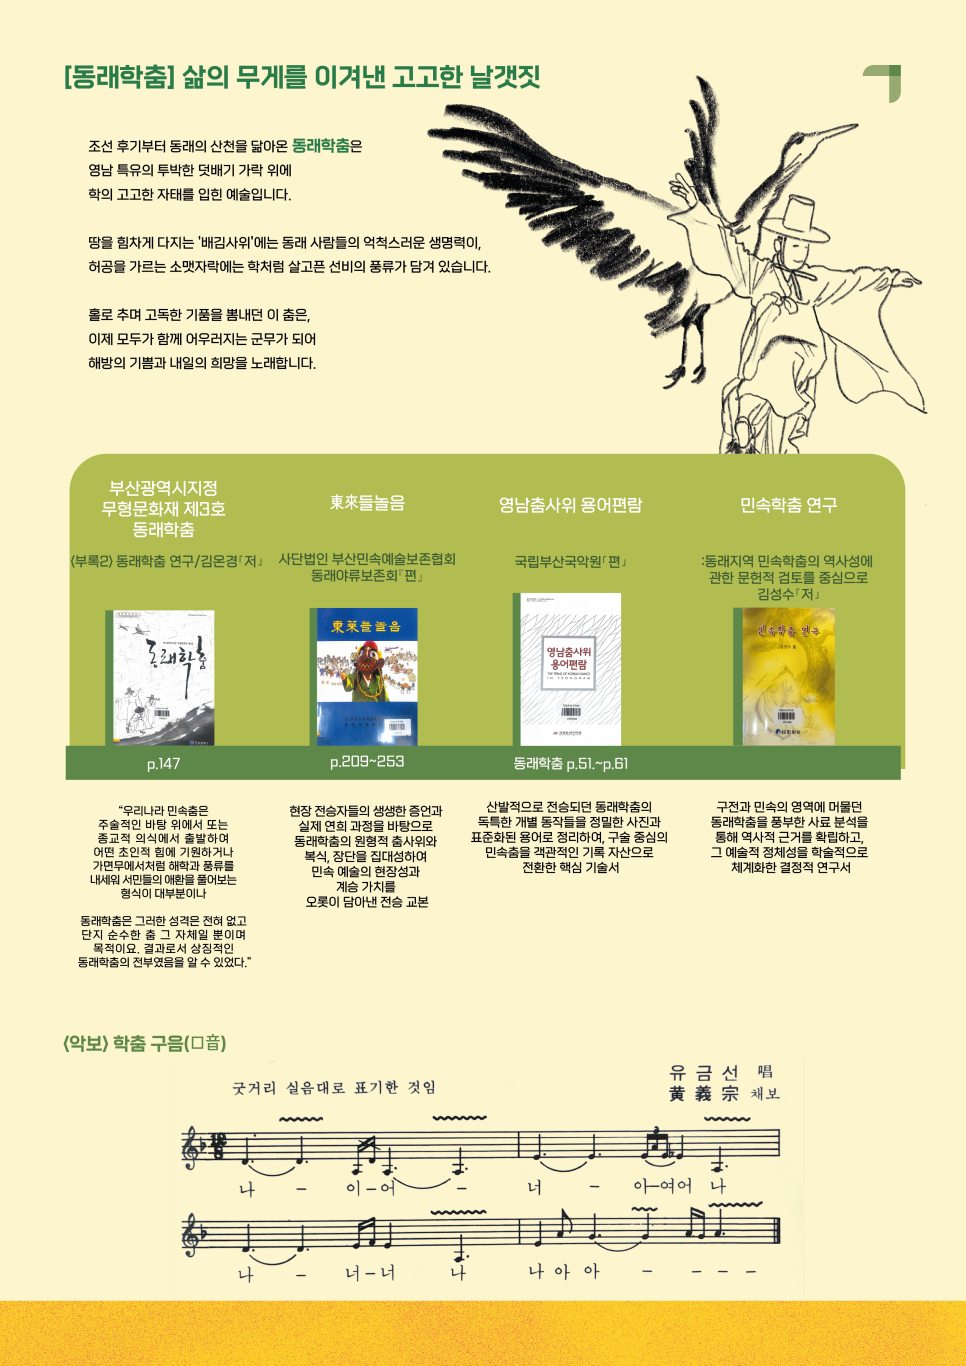 [동래학춤] 삶의 무게를 이겨낸 고고한 날갯짓
조선 후기부터 동래의 산천을 닮아온 동래학춤은
영남 특유의 투박한 덧배기 가락 위에
학의 고고한 자태를 입힌 예술입니다.
땅을 힘차게 다지는 '배김사위'에는 동래 사람들의 억척스러운 생명력이,
허공을 가르는 소맷자락에는 학처럼 살고픈 선비의 풍류가 담겨 있습니다.
홀로 추며 고독한 기품을 뽐내던 이 춤은,
이제 모두가 함께 어우러지는 군무가 되어
해방의 기쁨과 내일의 희망을 노래합니다.
부산광역시지정
무형문화재 제3호
동래학춤
〈부록2〉 동래학춤 연구/김온경「저」
동래학춤
p.147
“우리나라 민속춤은
주술적인 바탕 위에서 또는
종교적 의식에서 출발하여
어떤 초인적 힘에 기원하거나
가면무에서처럼 해학과 풍류를
내세워 서민들의 애환을 풀어보는
형식이 대부분이나
동래학춤은 그러한 성격은 전혀 없고
단지 순수한 춤 그 자체일 뿐이며
목적이요. 결과로서 상징적인
동래학춤의 전부였음을 알 수 있었다.”
東來들놀음
사단법인 부산민속예술보존협회
동래야류보존회『편』
東萊들놀음
p.209~253
현장 전승자들의 생생한 증언과
실제 연희 과정을 바탕으로
동래학춤의 원형적 춤사위와
복식, 장단을 집대성하여
민속 예술의 현장성과
계승 가치를
오롯이 담아낸 전승 교본
영남춤사위 용어편람
국립부산국악원「편」
영남춤사위
용어편람
동래학춤 p.51.~p.61
산발적으로 전승되던 동래학춤의
독특한 개별 동작들을 정밀한 사진과
표준화된 용어로 정리하여, 구술 중심의
민속춤을 객관적인 기록 자산으로
전환한 핵심 기술서
민속학춤 연구
:동래지역 민속학춤의 역사성에
관한 문헌적 검토를 중심으로
김성수「저」
민속학춤 연구
구전과 민속의 영역에 머물던
동래학춤을 풍부한 사료 분석을
통해 역사적 근거를 확립하고,
그 예술적 정체성을 학술적으로
체계화한 결정적 연구서
〈악보〉 학춤 구음(口音)
굿거리 실음대로 표기한 것임
유금선 唱
黄義宗 채보
나 – 이–어 – 너 – 아–여어 나
나 – 너–너 나 나 아 아 – – – –